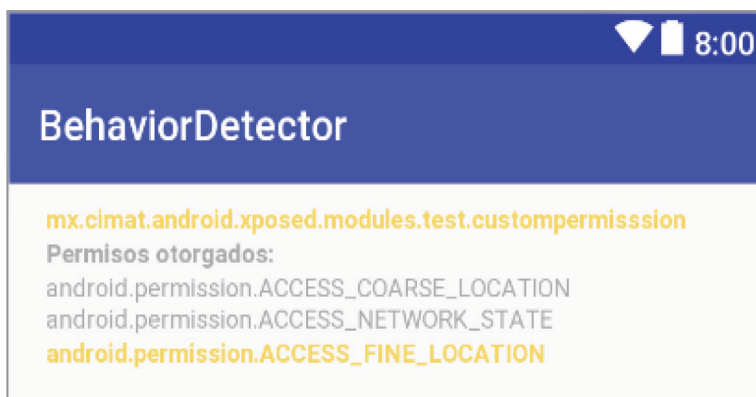 8:00
BehaviorDetector
mx.cimat.android.xposed.modules.test.custompermisssion
Permisos otorgados:
android.permission.ACCESS_COARSE_LOCATION
android.permission.ACCESS_NETWORK_STATE
android.permission.ACCESS_FINE_LOCATION